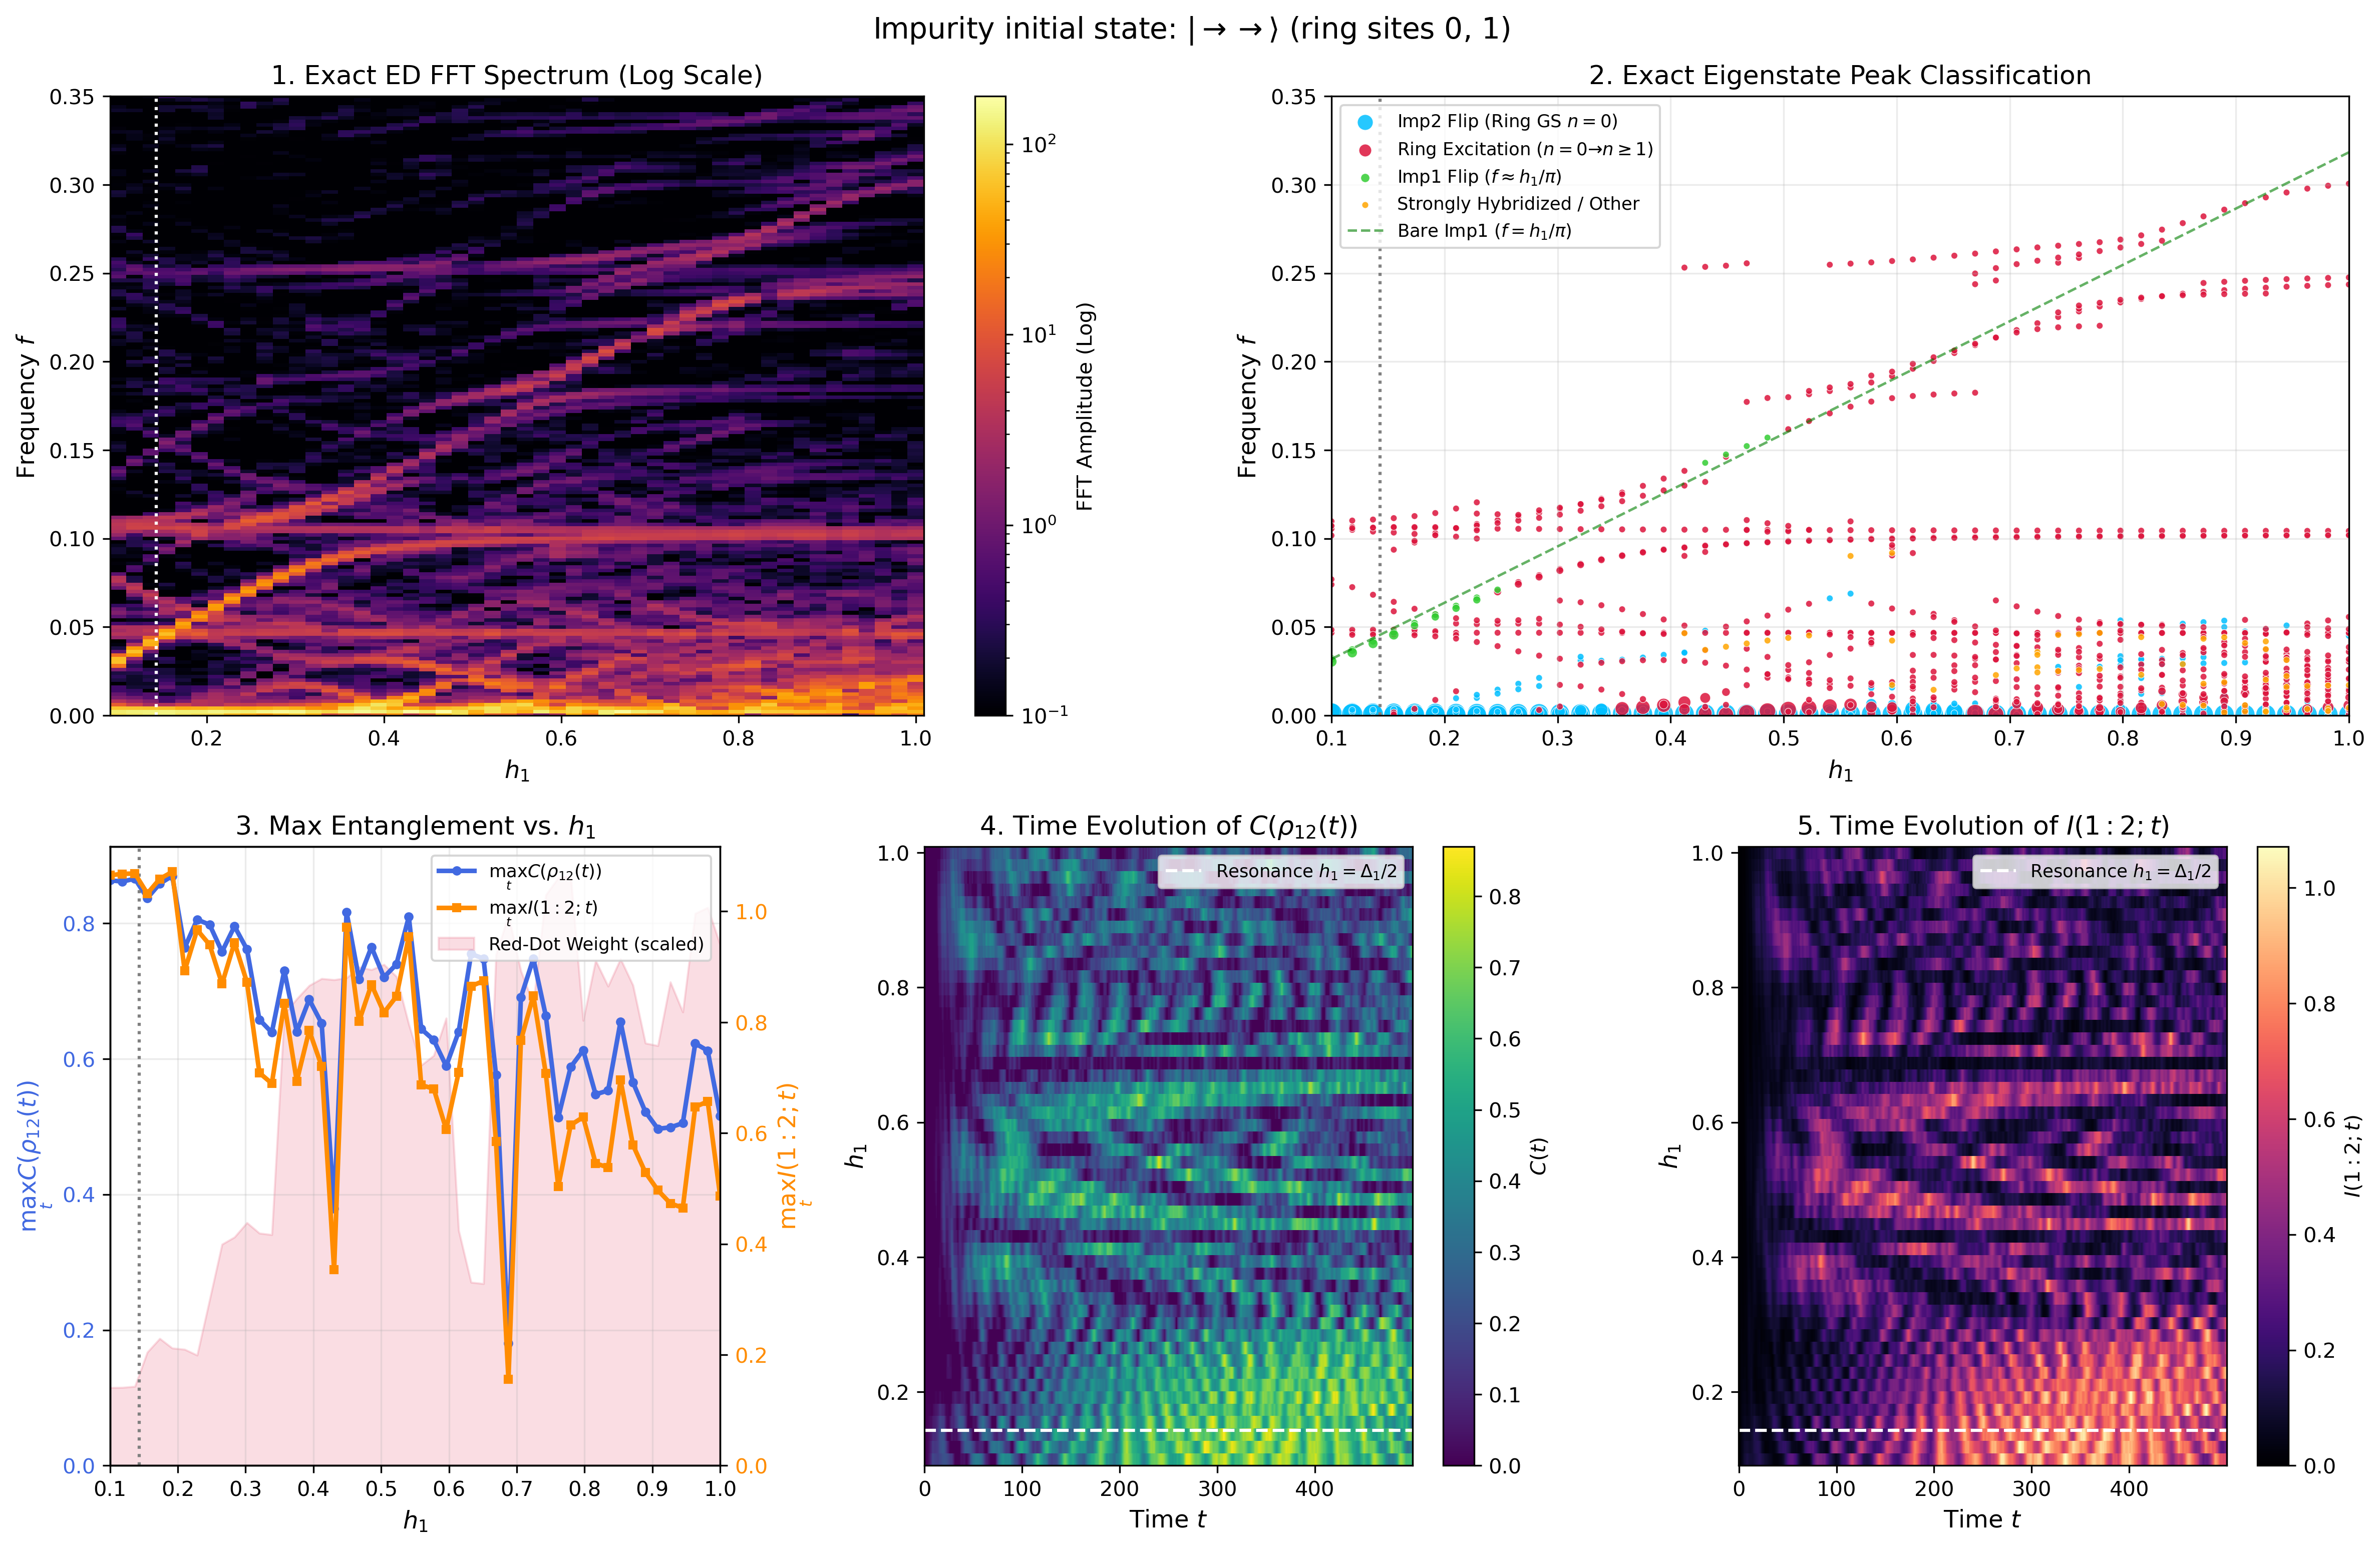 Impurity initial state: |→→⟩ (ring sites 0, 1)
1. Exact ED FFT Spectrum (Log Scale)
Frequency f
0.35
0.30
0.25
0.20
0.15
0.10
0.05
0.00
0.2
0.4
0.6
0.8
1.0
h₁
10²
10¹
10⁰
10⁻¹
FFT Amplitude (Log)
2. Exact Eigenstate Peak Classification
Imp2 Flip (Ring GS n = 0)
Ring Excitation (n = 0→n ≥ 1)
Imp1 Flip (f ≈ h₁/π)
Strongly Hybridized / Other
Bare Imp1 (f = h₁/π)
Frequency f
0.35
0.30
0.25
0.20
0.15
0.10
0.05
0.00
0.1
0.2
0.3
0.4
0.5
0.6
0.7
0.8
0.9
1.0
h₁
3. Max Entanglement vs. h₁
max C(ρ₁₂(t))
t
max I(1 : 2; t)
t
Red-Dot Weight (scaled)
max C(ρ₁₂(t))
t
0.8
0.6
0.4
0.2
0.0
0.1
0.2
0.3
0.4
0.5
0.6
0.7
0.8
0.9
1.0
h₁
1.0
0.8
0.6
0.4
0.2
0.0
max I(1 : 2; t)
t
4. Time Evolution of C(ρ₁₂(t))
Resonance h₁ = Δ₁/2
h₁
1.0
0.8
0.6
0.4
0.2
0
100
200
300
400
Time t
0.8
0.7
0.6
0.5
0.4
0.3
0.2
0.1
0.0
C(t)
5. Time Evolution of I(1 : 2; t)
Resonance h₁ = Δ₁/2
h₁
1.0
0.8
0.6
0.4
0.2
0
100
200
300
400
Time t
1.0
0.8
0.6
0.4
0.2
0.0
I(1 : 2; t)